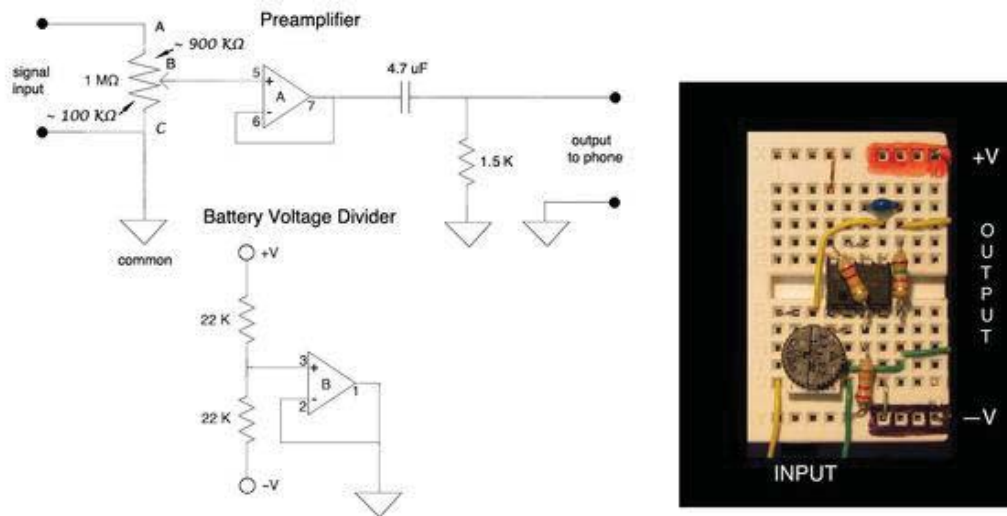 Preamplifier
A
~ 900 KΩ
B
signal
input
1 MΩ
~ 100 KΩ
C
common
5
+
A
7
6
-
4.7 uF
1.5 K
output
to phone
Battery Voltage Divider
+V
22 K
3
+
B
1
2
-
22 K
−V
+V
OUTPUT
−V
INPUT